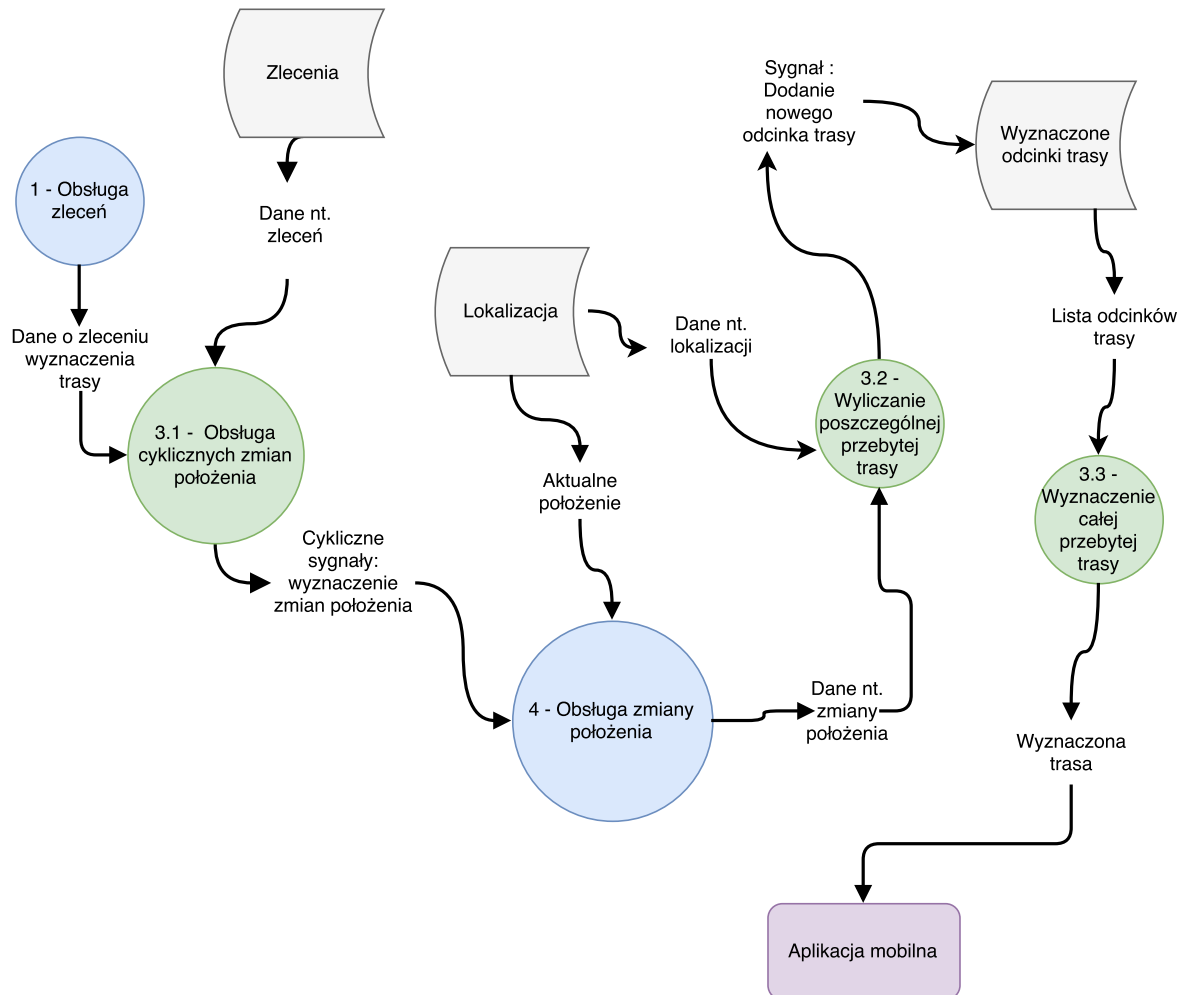 Zlecenia
1 - Obsługa
zleceń
Dane nt.
zleceń
Dane o zleceniu
wyznaczenia
trasy
3.1 -  Obsługa
cyklicznych zmian
położenia
Cykliczne
sygnały:
wyznaczenie
zmian położenia
Lokalizacja
Dane nt.
lokalizacji
Aktualne
położenie
4 - Obsługa zmiany
położenia
Dane nt.
zmiany
położenia
3.2 -
Wyliczanie
poszczególnej
przebytej
trasy
Sygnał :
Dodanie
nowego
odcinka trasy
Wyznaczone
odcinki trasy
Lista odcinków
trasy
3.3 -
Wyznaczenie
całej
przebytej
trasy
Wyznaczona
trasa
Aplikacja mobilna